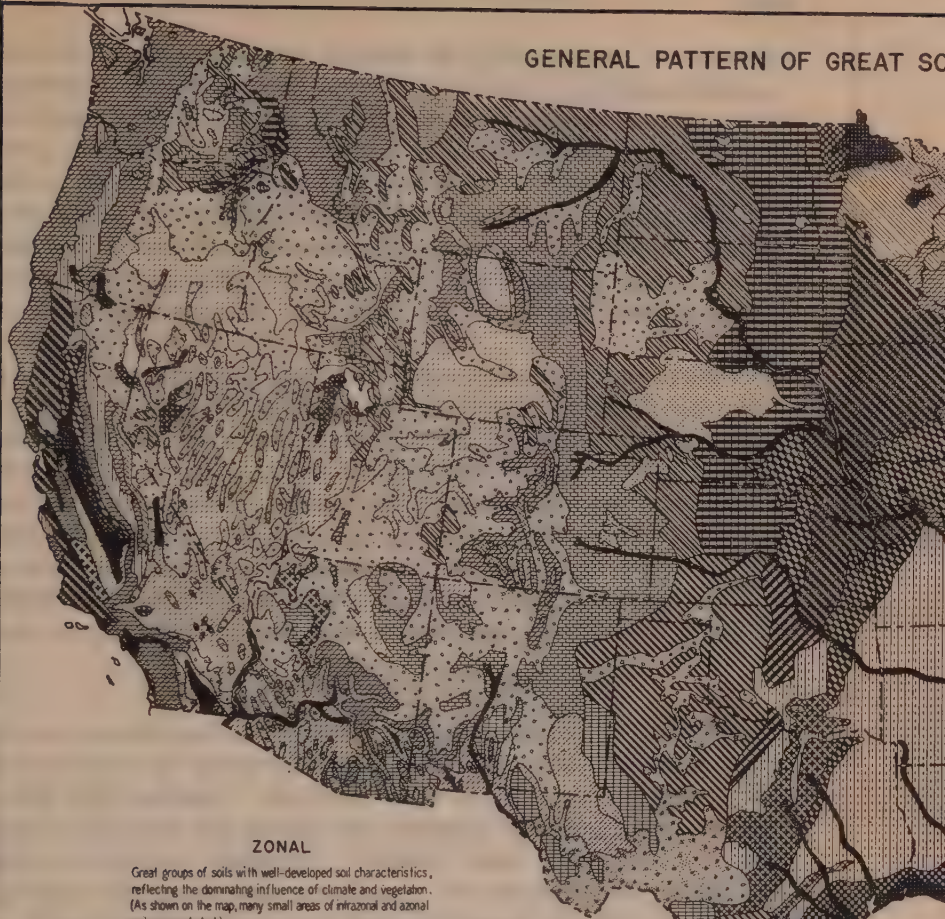 GENERAL PATTERN OF GREAT SO
ZONAL
Great groups of soils with well-developed soil characteristics,
reflecting the dominating influence of climate and vegetation.
(As shown on the map, many small areas of intrazonal and azonal